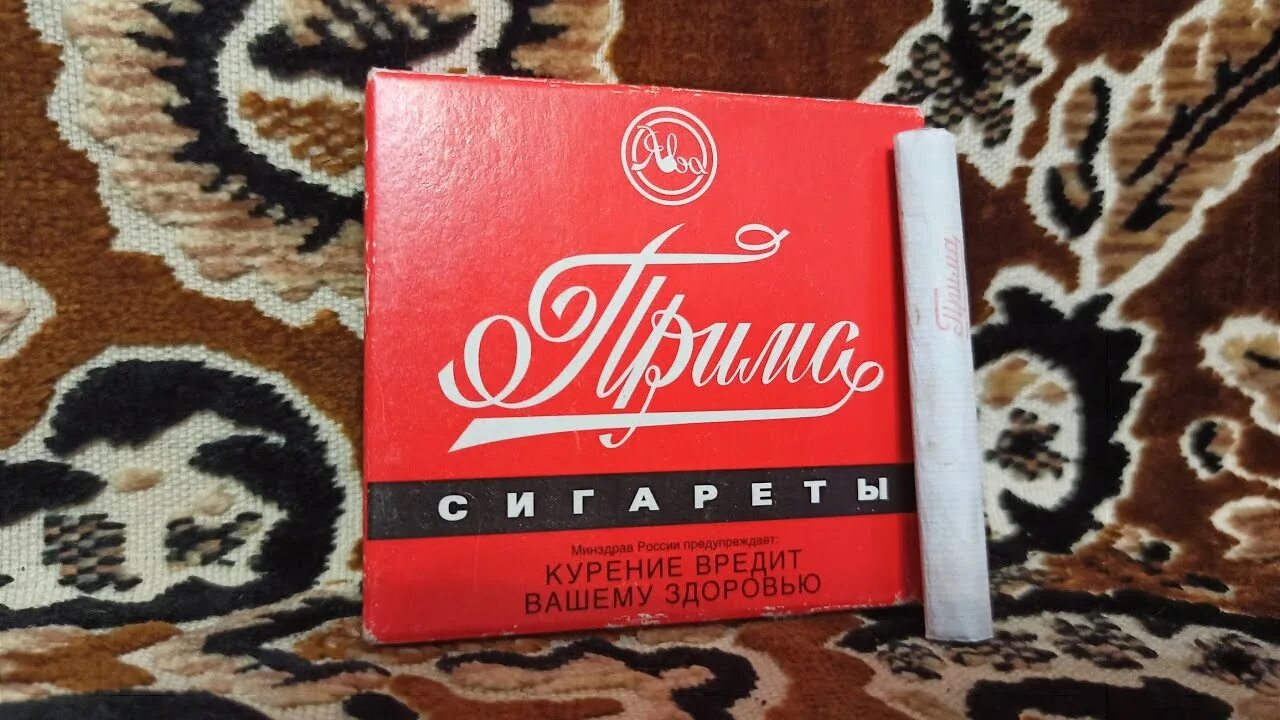 Ява
Прима
СИГАРЕТЫ
Минздрав России предупреждает:
КУРЕНИЕ ВРЕДИТ
ВАШЕМУ ЗДОРОВЬЮ
Прима